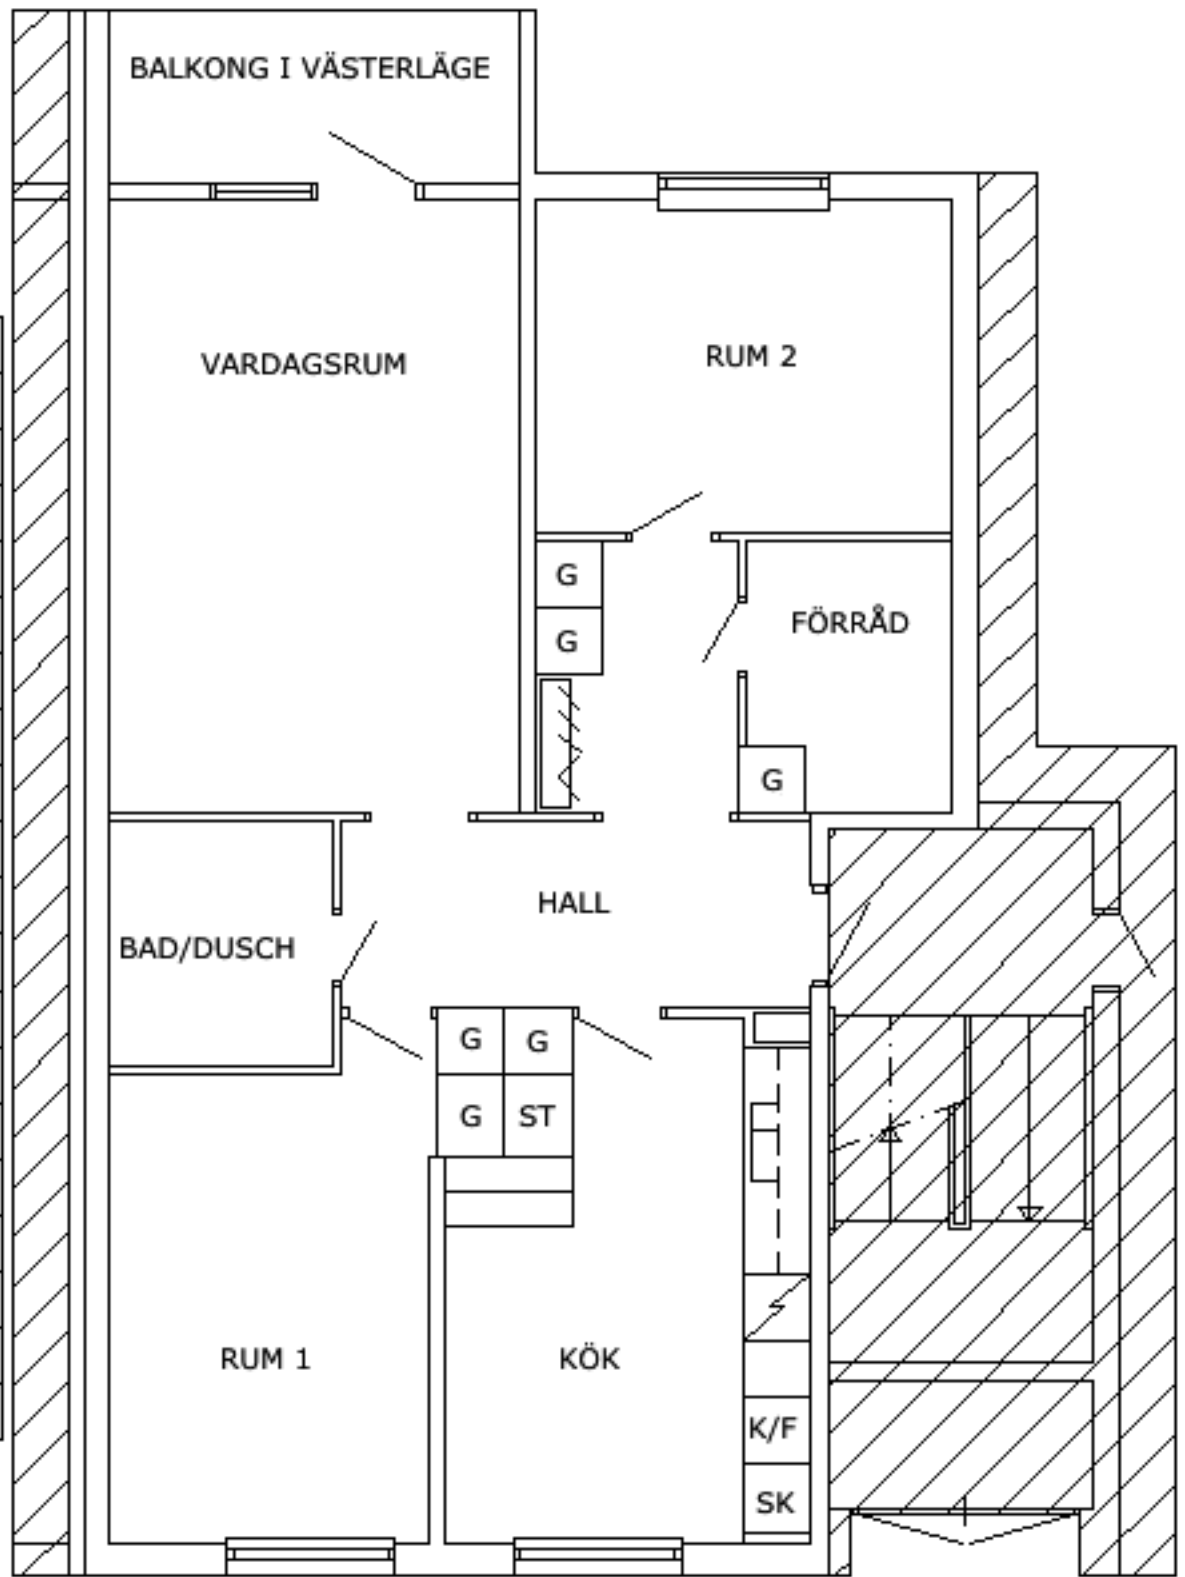 BALKONG I VÄSTERLÄGE
VARDAGSRUM
RUM 2
G
G
FÖRRÅD
G
HALL
BAD/DUSCH
G
G
G
ST
RUM 1
KÖK
K/F
SK